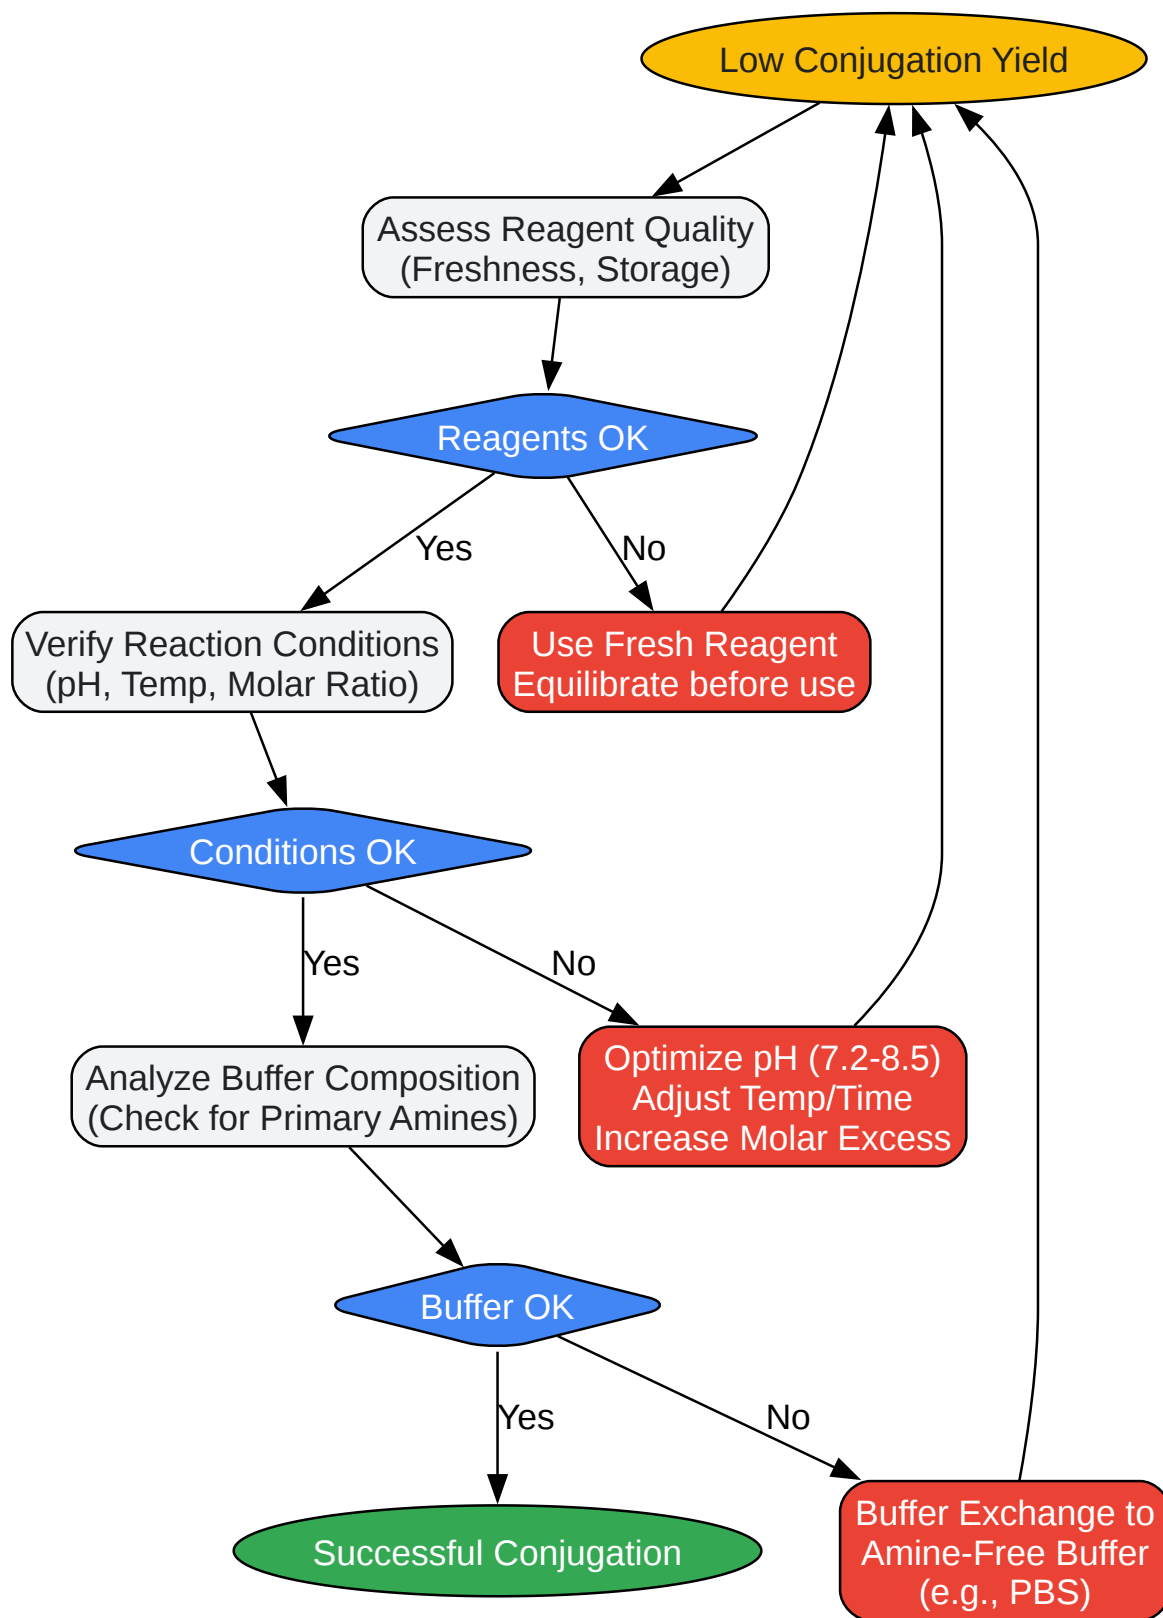 Low Conjugation Yield
Assess Reagent Quality
(Freshness, Storage)
Reagents OK
Yes
No
Verify Reaction Conditions
(pH, Temp, Molar Ratio)
Use Fresh Reagent
Equilibrate before use
Conditions OK
Yes
No
Analyze Buffer Composition
(Check for Primary Amines)
Optimize pH (7.2-8.5)
Adjust Temp/Time
Increase Molar Excess
Buffer OK
Yes
No
Successful Conjugation
Buffer Exchange to
Amine-Free Buffer
(e.g., PBS)